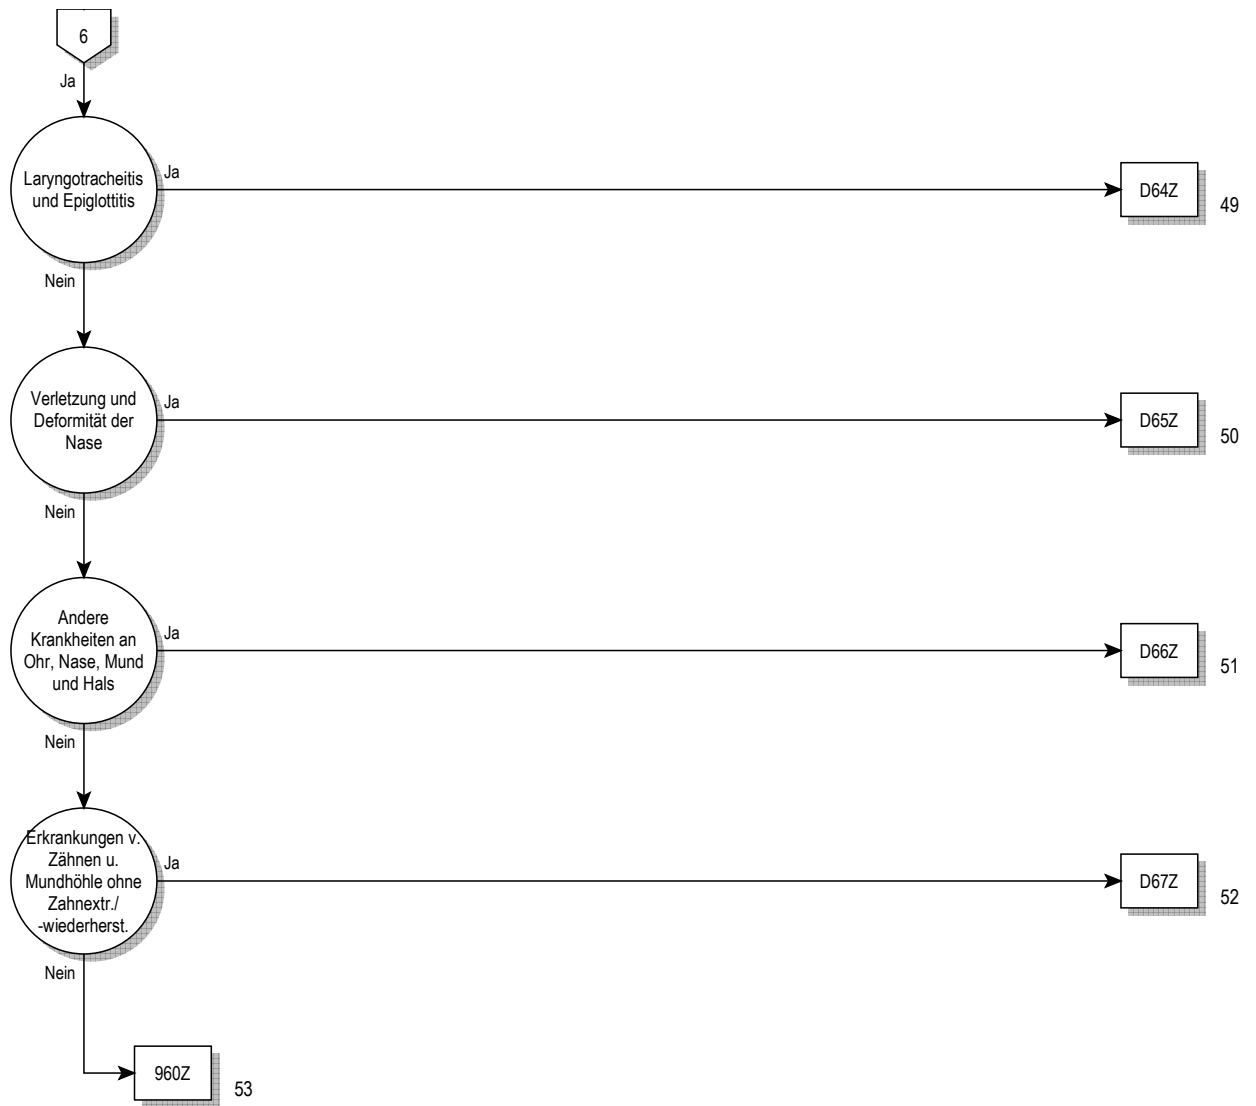 6
Ja
Laryngotracheitis
und Epiglottitis
Ja
D64Z
49
Nein
Verletzung und
Deformität der
Nase
Ja
D65Z
50
Nein
Andere
Krankheiten an
Ohr, Nase, Mund
und Hals
Ja
D66Z
51
Nein
Erkrankungen v.
Zähnen u.
Mundhöhle ohne
Zahnextr./
-wiederherst.
Ja
D67Z
52
Nein
960Z
53